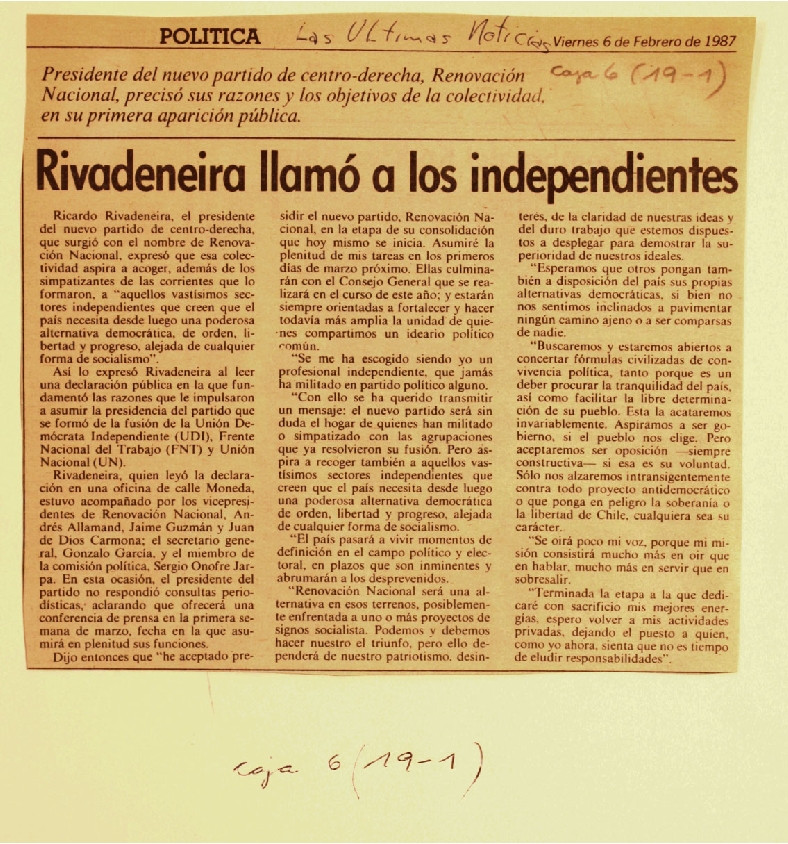 POLITICA Las Ultimas Noticias Viernes 6 de Febrero de 1987
Presidente del nuevo partido de centro-derecha, Renovación
Nacional, precisó sus razones y los objetivos de la colectividad,
en su primera aparición pública.
caja 6 (19-1)
Rivadeneira llamó a los independientes
Ricardo Rivadeneira, el presidente
del nuevo partido de centro-derecha,
que surgió con el nombre de Renova-
ción Nacional, expresó que esa colec-
tividad aspira a acoger, además de los
simpatizantes de las corrientes que lo
formaron, a “aquellos vastísimos sec-
tores independientes que creen que el
país necesita desde luego una poderosa
alternativa democrática, de orden, li-
bertad y progreso, alejada de cualquier
forma de socialismo”.
Así lo expresó Rivadeneira al leer
una declaración pública en la que fun-
damentó las razones que le impulsaron
a asumir la presidencia del partido que
se formó de la fusión de la Unión De-
mócrata Independiente (UDI), Frente
Nacional del Trabajo (FNT) y Unión
Nacional (UN).
Rivadeneira, quien leyó la declara-
ción en una oficina de calle Moneda,
estuvo acompañado por los vicepresi-
dentes de Renovación Nacional, An-
drés Allamand, Jaime Guzmán y Juan
de Dios Carmona; el secretario gene-
ral, Gonzalo García, y el miembro de
la comisión política, Sergio Onofre Jar-
pa. En esta ocasión, el presidente del
partido no respondió consultas perio-
dísticas, aclarando que ofrecerá una
conferencia de prensa en la primera se-
mana de marzo, fecha en la que asu-
mirá en plenitud sus funciones.
Dijo entonces que “he aceptado pre-
sidir el nuevo partido, Renovación Na-
cional, en la etapa de su consolidación
que hoy mismo se inicia. Asumiré la
plenitud de mis tareas en los primeros
días de marzo próximo. Ellas culmina-
rán con el Consejo General que se rea-
lizará en el curso de este año; y estarán
siempre orientadas a fortalecer y hacer
todavía más amplia la unidad de quie-
nes compartimos un ideario político
común.
“Se me ha escogido siendo yo un
profesional independiente, que jamás
ha militado en partido político alguno.
“Con ello se ha querido transmitir
un mensaje: el nuevo partido será sin
duda el hogar de quienes han militado
o simpatizado con las agrupaciones
que ya resolvieron su fusión. Pero as-
pira a recoger también a aquellos vas-
tísimos sectores independientes que
creen que el país necesita desde luego
una poderosa alternativa democrática
de orden, libertad y progreso, alejada
de cualquier forma de socialismo.
“El país pasará a vivir momentos de
definición en el campo político y elec-
toral, en plazos que son inminentes y
abrumarán a los desprevenidos.
“Renovación Nacional será una al-
ternativa en esos terrenos, posiblemen-
te enfrentada a uno o más proyectos de
signos socialista. Podemos y debemos
hacer nuestro el triunfo, pero ello de-
penderá de nuestro patriotismo, desin-
terés, de la claridad de nuestras ideas y
del duro trabajo que estemos dispues-
tos a desplegar para demostrar la su-
perioridad de nuestros ideales.
“Esperamos que otros pongan tam-
bién a disposición del país sus propias
alternativas democráticas, si bien no
nos sentimos inclinados a pavimentar
ningún camino ajeno o a ser comparsas
de nadie.
“Buscaremos y estaremos abiertos a
concertar fórmulas civilizadas de con-
vivencia política, tanto porque es un
deber procurar la tranquilidad del país,
así como facilitar la libre determina-
ción de su pueblo. Esta la acataremos
invariablemente. Aspiramos a ser go-
bierno, si el pueblo nos elige. Pero
aceptaremos ser oposición —siempre
constructiva— si esa es su voluntad.
Sólo nos alzaremos intransigentemente
contra todo proyecto antidemocrático
o que ponga en peligro la soberanía o
la libertad de Chile, cualquiera sea su
carácter.
“Se oirá poco mi voz, porque mi mi-
sión consistirá mucho más en oir que
en hablar, mucho más en servir que en
sobresalir.
“Terminada la etapa a la que dedi-
caré con sacrificio mis mejores ener-
gías, espero volver a mis actividades
privadas, dejando el puesto a quien,
como yo ahora, sienta que no es tiempo
de eludir responsabilidades”.
caja 6 (19-1)